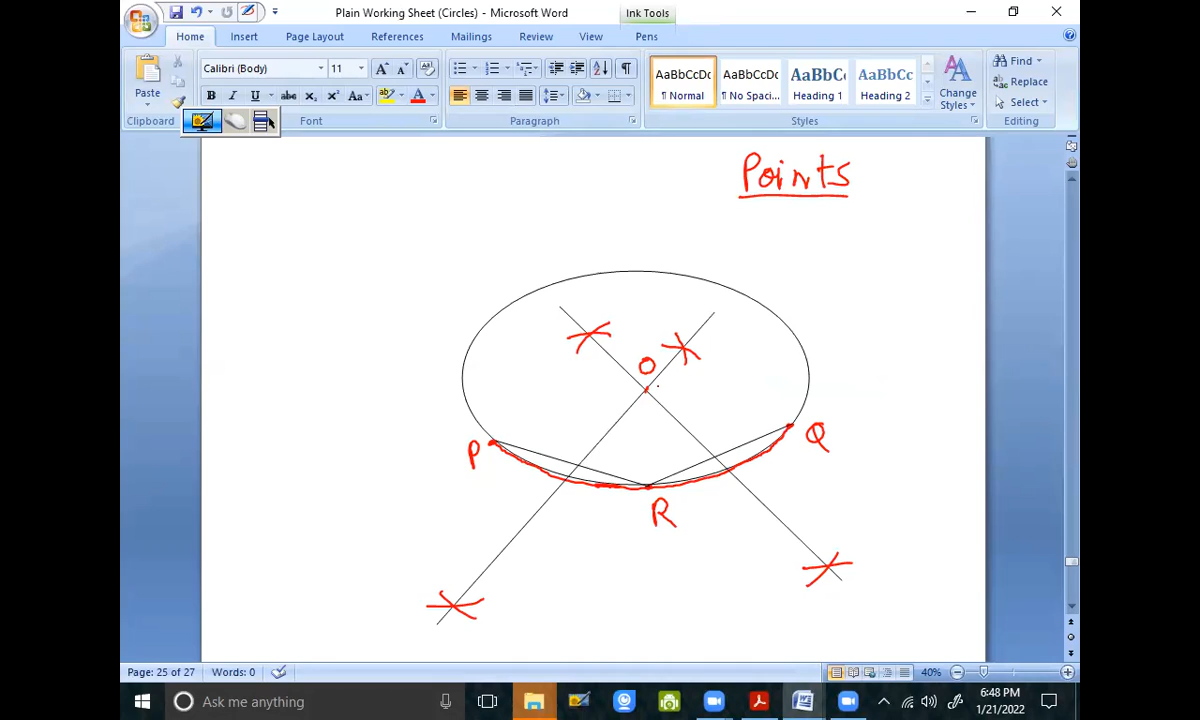 Plain Working Sheet (Circles) - Microsoft Word
Ink Tools
Home Insert Page Layout References Mailings Review View Pens
Paste
Clipboard
Calibri (Body) 11
Font
Paragraph
AaBbCcDc AaBbCcDc AaBbC AaBbCc
¶ Normal ¶ No Spaci... Heading 1 Heading 2
Change Styles
Styles
Find
Replace
Select
Editing
Points
O
P
Q
R
Page: 25 of 27 Words: 0 40%
Ask me anything
6:48 PM
1/21/2022